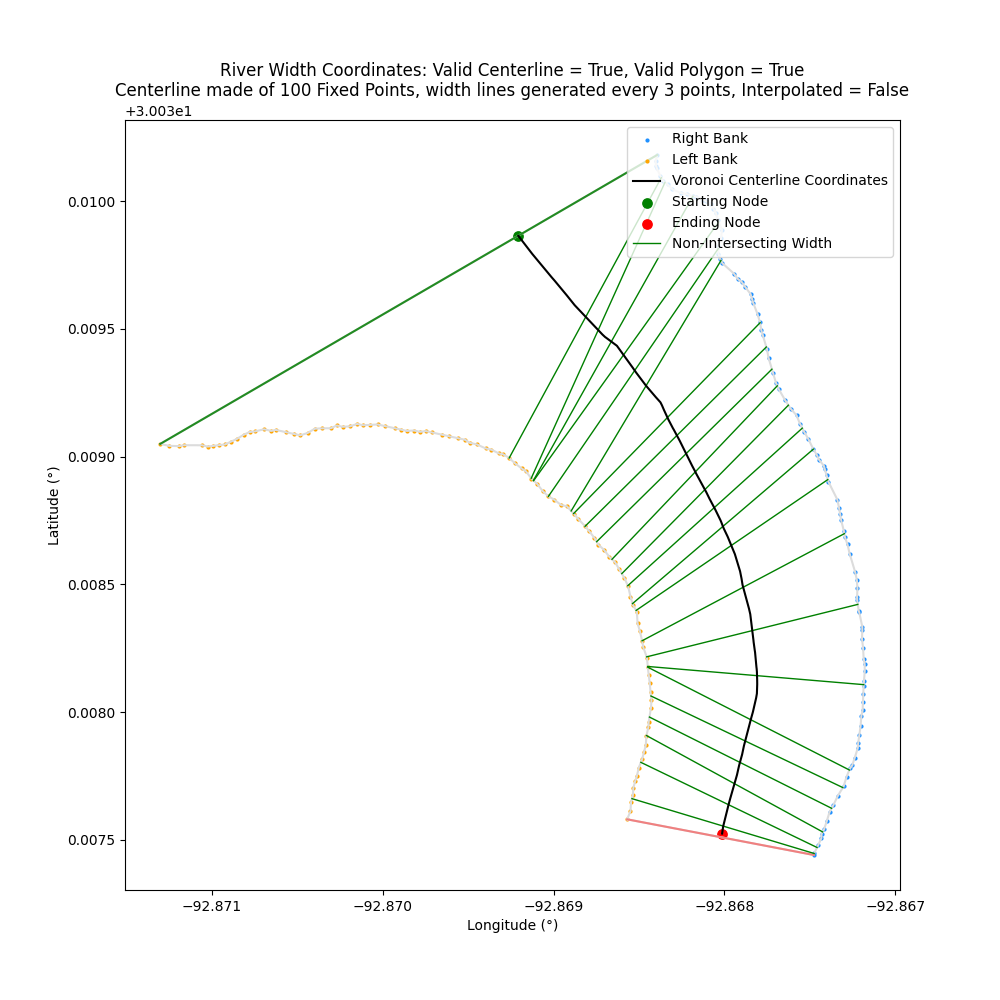 River Width Coordinates: Valid Centerline = True, Valid Polygon = True
Centerline made of 100 Fixed Points, width lines generated every 3 points, Interpolated = False
+3.003e1
Right Bank
Left Bank
Voronoi Centerline Coordinates
Starting Node
Ending Node
Non-Intersecting Width
0.0100
0.0095
0.0090
0.0085
0.0080
0.0075
Latitude (°)
−92.871 −92.870 −92.869 −92.868 −92.867
Longitude (°)